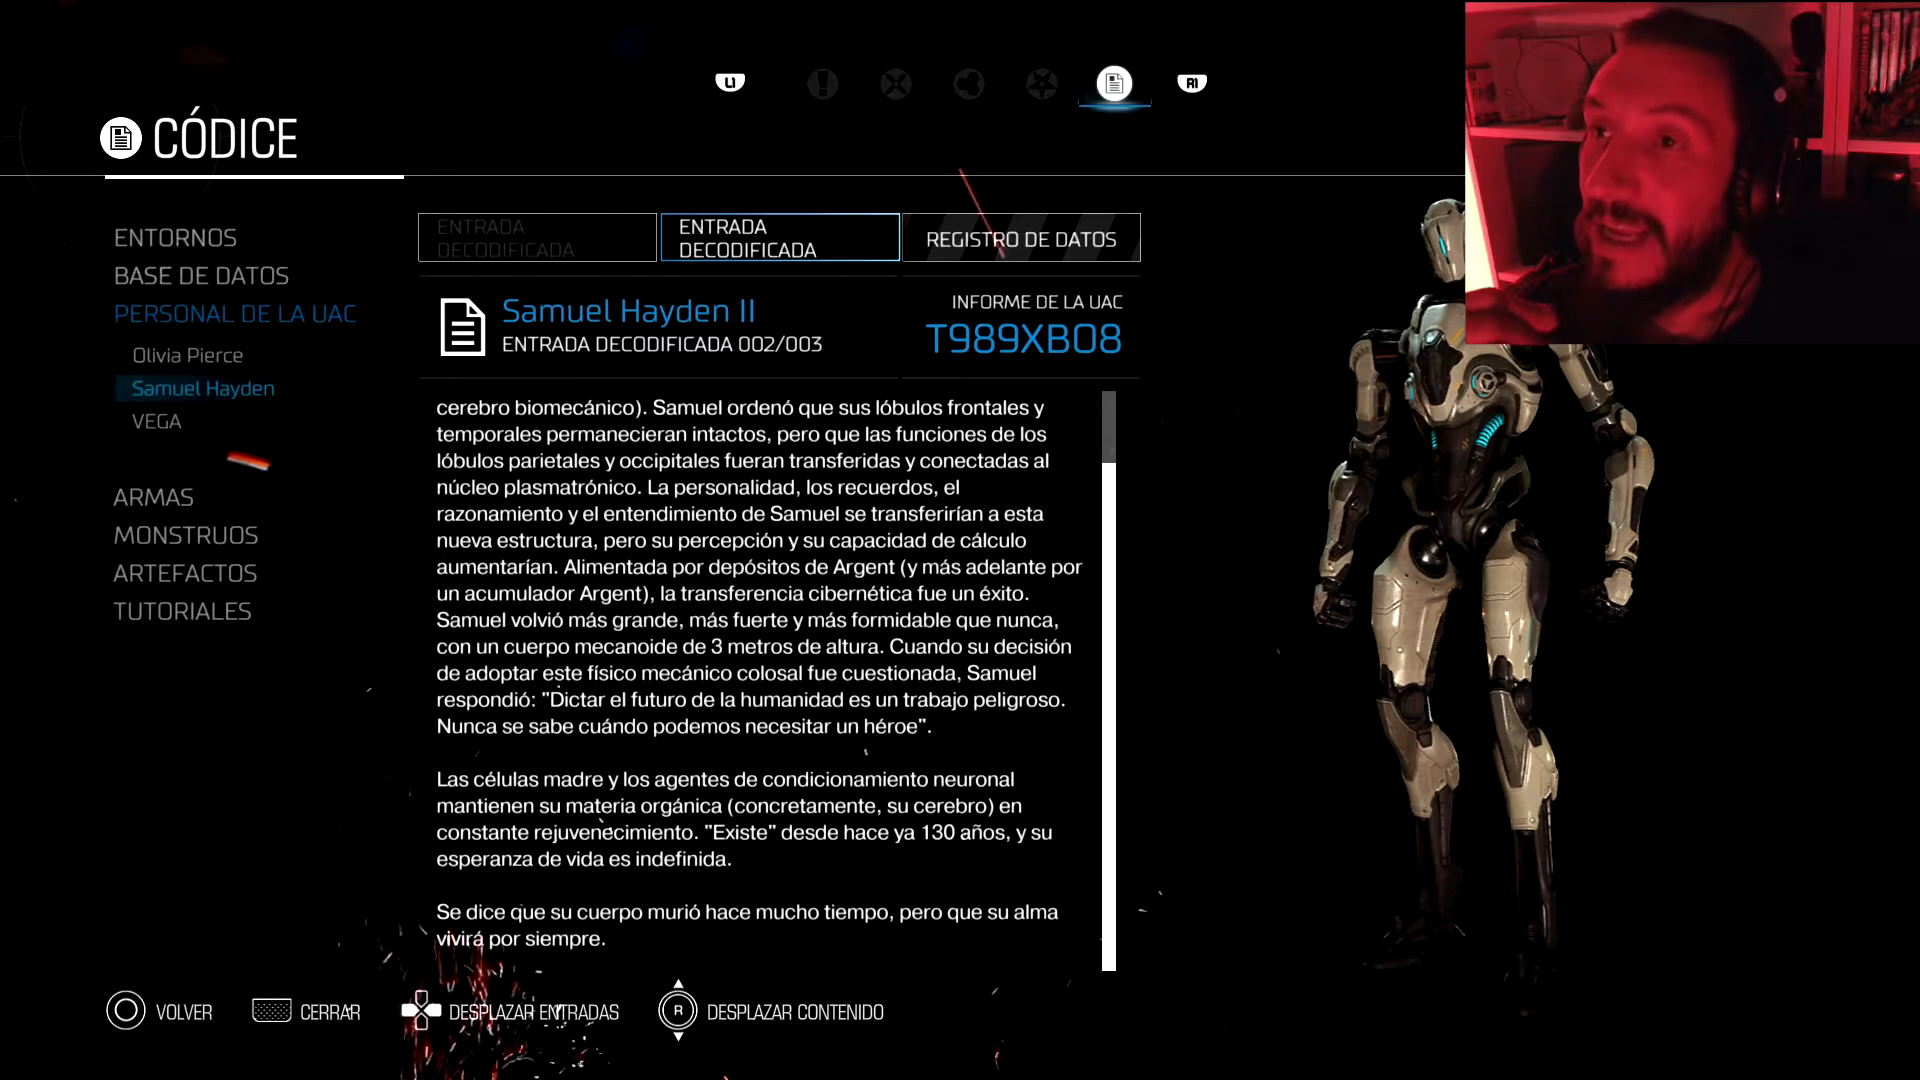 L1
R1
CÓDICE
ENTORNOS
BASE DE DATOS
PERSONAL DE LA UAC
Olivia Pierce
Samuel Hayden
VEGA
ARMAS
MONSTRUOS
ARTEFACTOS
TUTORIALES
ENTRADA
DECODIFICADA
ENTRADA
DECODIFICADA
REGISTRO DE DATOS
Samuel Hayden II
ENTRADA DECODIFICADA 002/003
INFORME DE LA UAC
T989XB08
cerebro biomecánico). Samuel ordenó que sus lóbulos frontales y
temporales permanecieran intactos, pero que las funciones de los
lóbulos parietales y occipitales fueran transferidas y conectadas al
núcleo plasmatrónico. La personalidad, los recuerdos, el
razonamiento y el entendimiento de Samuel se transferirían a esta
nueva estructura, pero su percepción y su capacidad de cálculo
aumentarían. Alimentada por depósitos de Argent (y más adelante por
un acumulador Argent), la transferencia cibernética fue un éxito.
Samuel volvió más grande, más fuerte y más formidable que nunca,
con un cuerpo mecanoide de 3 metros de altura. Cuando su decisión
de adoptar este físico mecánico colosal fue cuestionada, Samuel
respondió: "Dictar el futuro de la humanidad es un trabajo peligroso.
Nunca se sabe cuándo podemos necesitar un héroe".
Las células madre y los agentes de condicionamiento neuronal
mantienen su materia orgánica (concretamente, su cerebro) en
constante rejuvenecimiento. "Existe" desde hace ya 130 años, y su
esperanza de vida es indefinida.
Se dice que su cuerpo murió hace mucho tiempo, pero que su alma
vivirá por siempre.
VOLVER
CERRAR
DESPLAZAR ENTRADAS
R
DESPLAZAR CONTENIDO